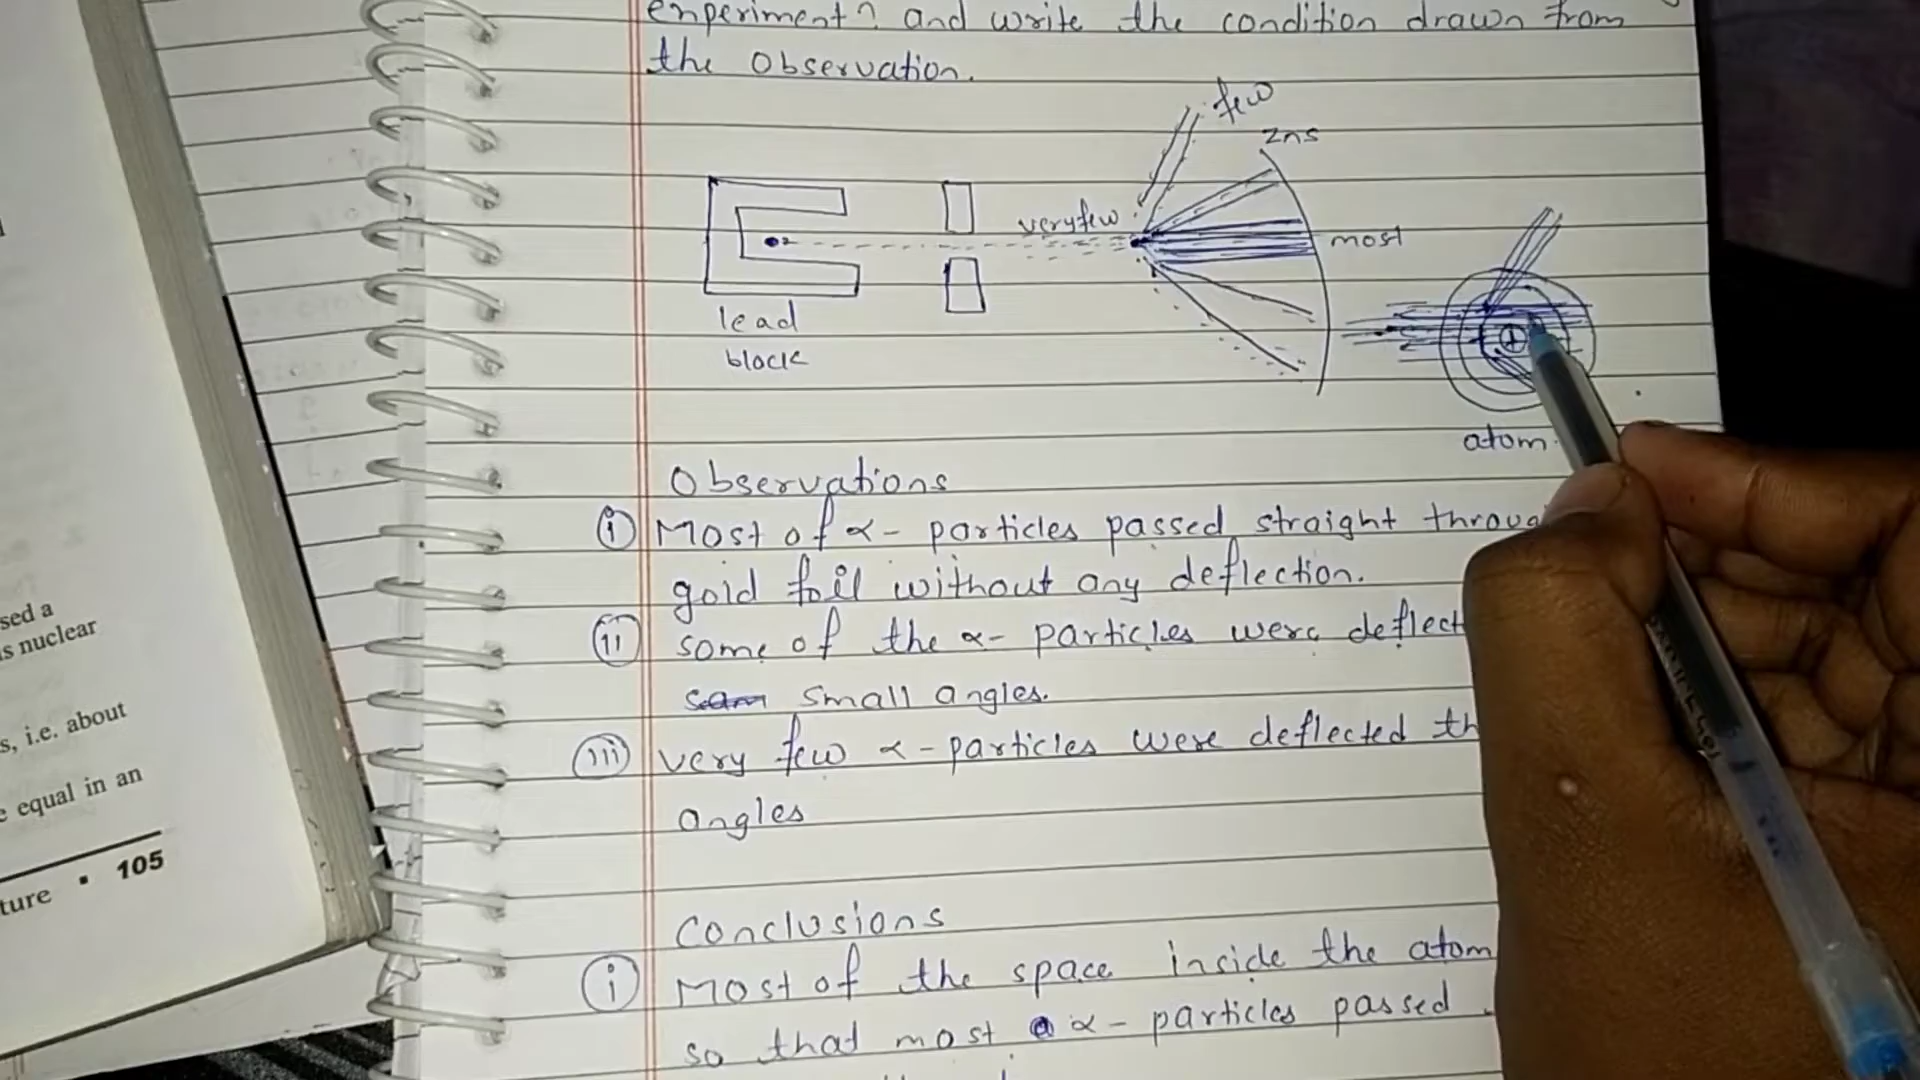 experiment? and write the condition drawn from
the observation.
few
zns
very few
most
lead
block
atom
Observations
(i) Most of α- particles passed straight throug
gold foil without any deflection.
(ii) some of the α- particles were deflect
small angles.
(iii) very few α-particles were deflected th
angles
Conclusions
(i) Most of the space inside the atom
so that most α- particles passed
sed a
s nuclear
s, i.e. about
e equal in an
ture ▪ 105